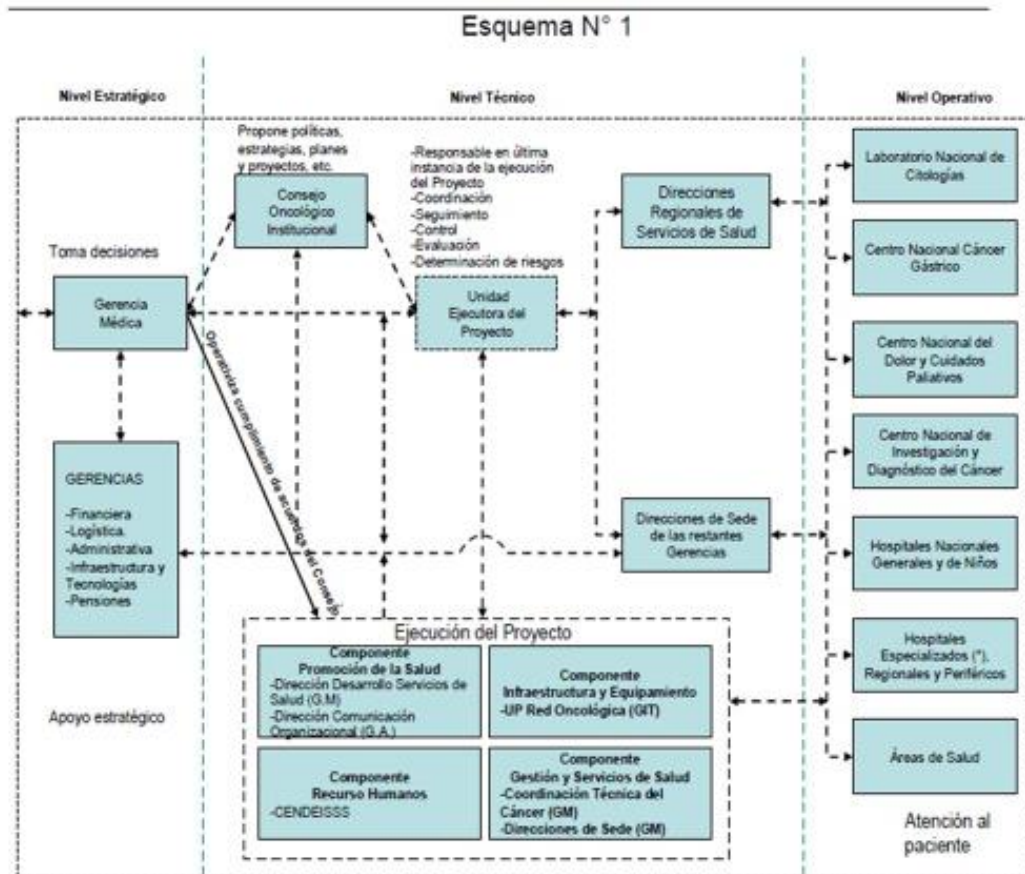 Esquema N° 1
Nivel Estratégico
Nivel Técnico
Nivel Operativo
Propone políticas,
estrategias, planes
y proyectos, etc.
Consejo
Oncológico
Institucional
-Responsable en última
instancia de la ejecución
del Proyecto
-Coordinación
-Seguimiento
-Control
-Evaluación
-Determinación de riesgos
Unidad
Ejecutora del
Proyecto
Toma decisiones
Gerencia
Médica
GERENCIAS
-Financiera
-Logística.
-Administrativa
-Infraestructura y
Tecnologías
-Pensiones
Apoyo estratégico
Operativiza cumplimiento de acuerdos del Consejo
Direcciones
Regionales de
Servicios de Salud
Direcciones de Sede
de las restantes
Gerencias
Ejecución del Proyecto
Componente
Promoción de la Salud
-Dirección Desarrollo Servicios de
Salud (G.M)
-Dirección Comunicación
Organizacional (G.A.)
Componente
Infraestructura y Equipamiento
-UP Red Oncológica (GIT)
Componente
Recurso Humanos
-CENDEISSS
Componente
Gestión y Servicios de Salud
-Coordinación Técnica del
Cáncer (GM)
-Direcciones de Sede (GM)
Laboratorio Nacional de
Citologías
Centro Nacional Cáncer
Gástrico
Centro Nacional del
Dolor y Cuidados
Paliativos
Centro Nacional de
Investigación y
Diagnóstico del Cáncer
Hospitales Nacionales
Generales y de Niños
Hospitales
Especializados (*),
Regionales y Periféricos
Áreas de Salud
Atención al
paciente